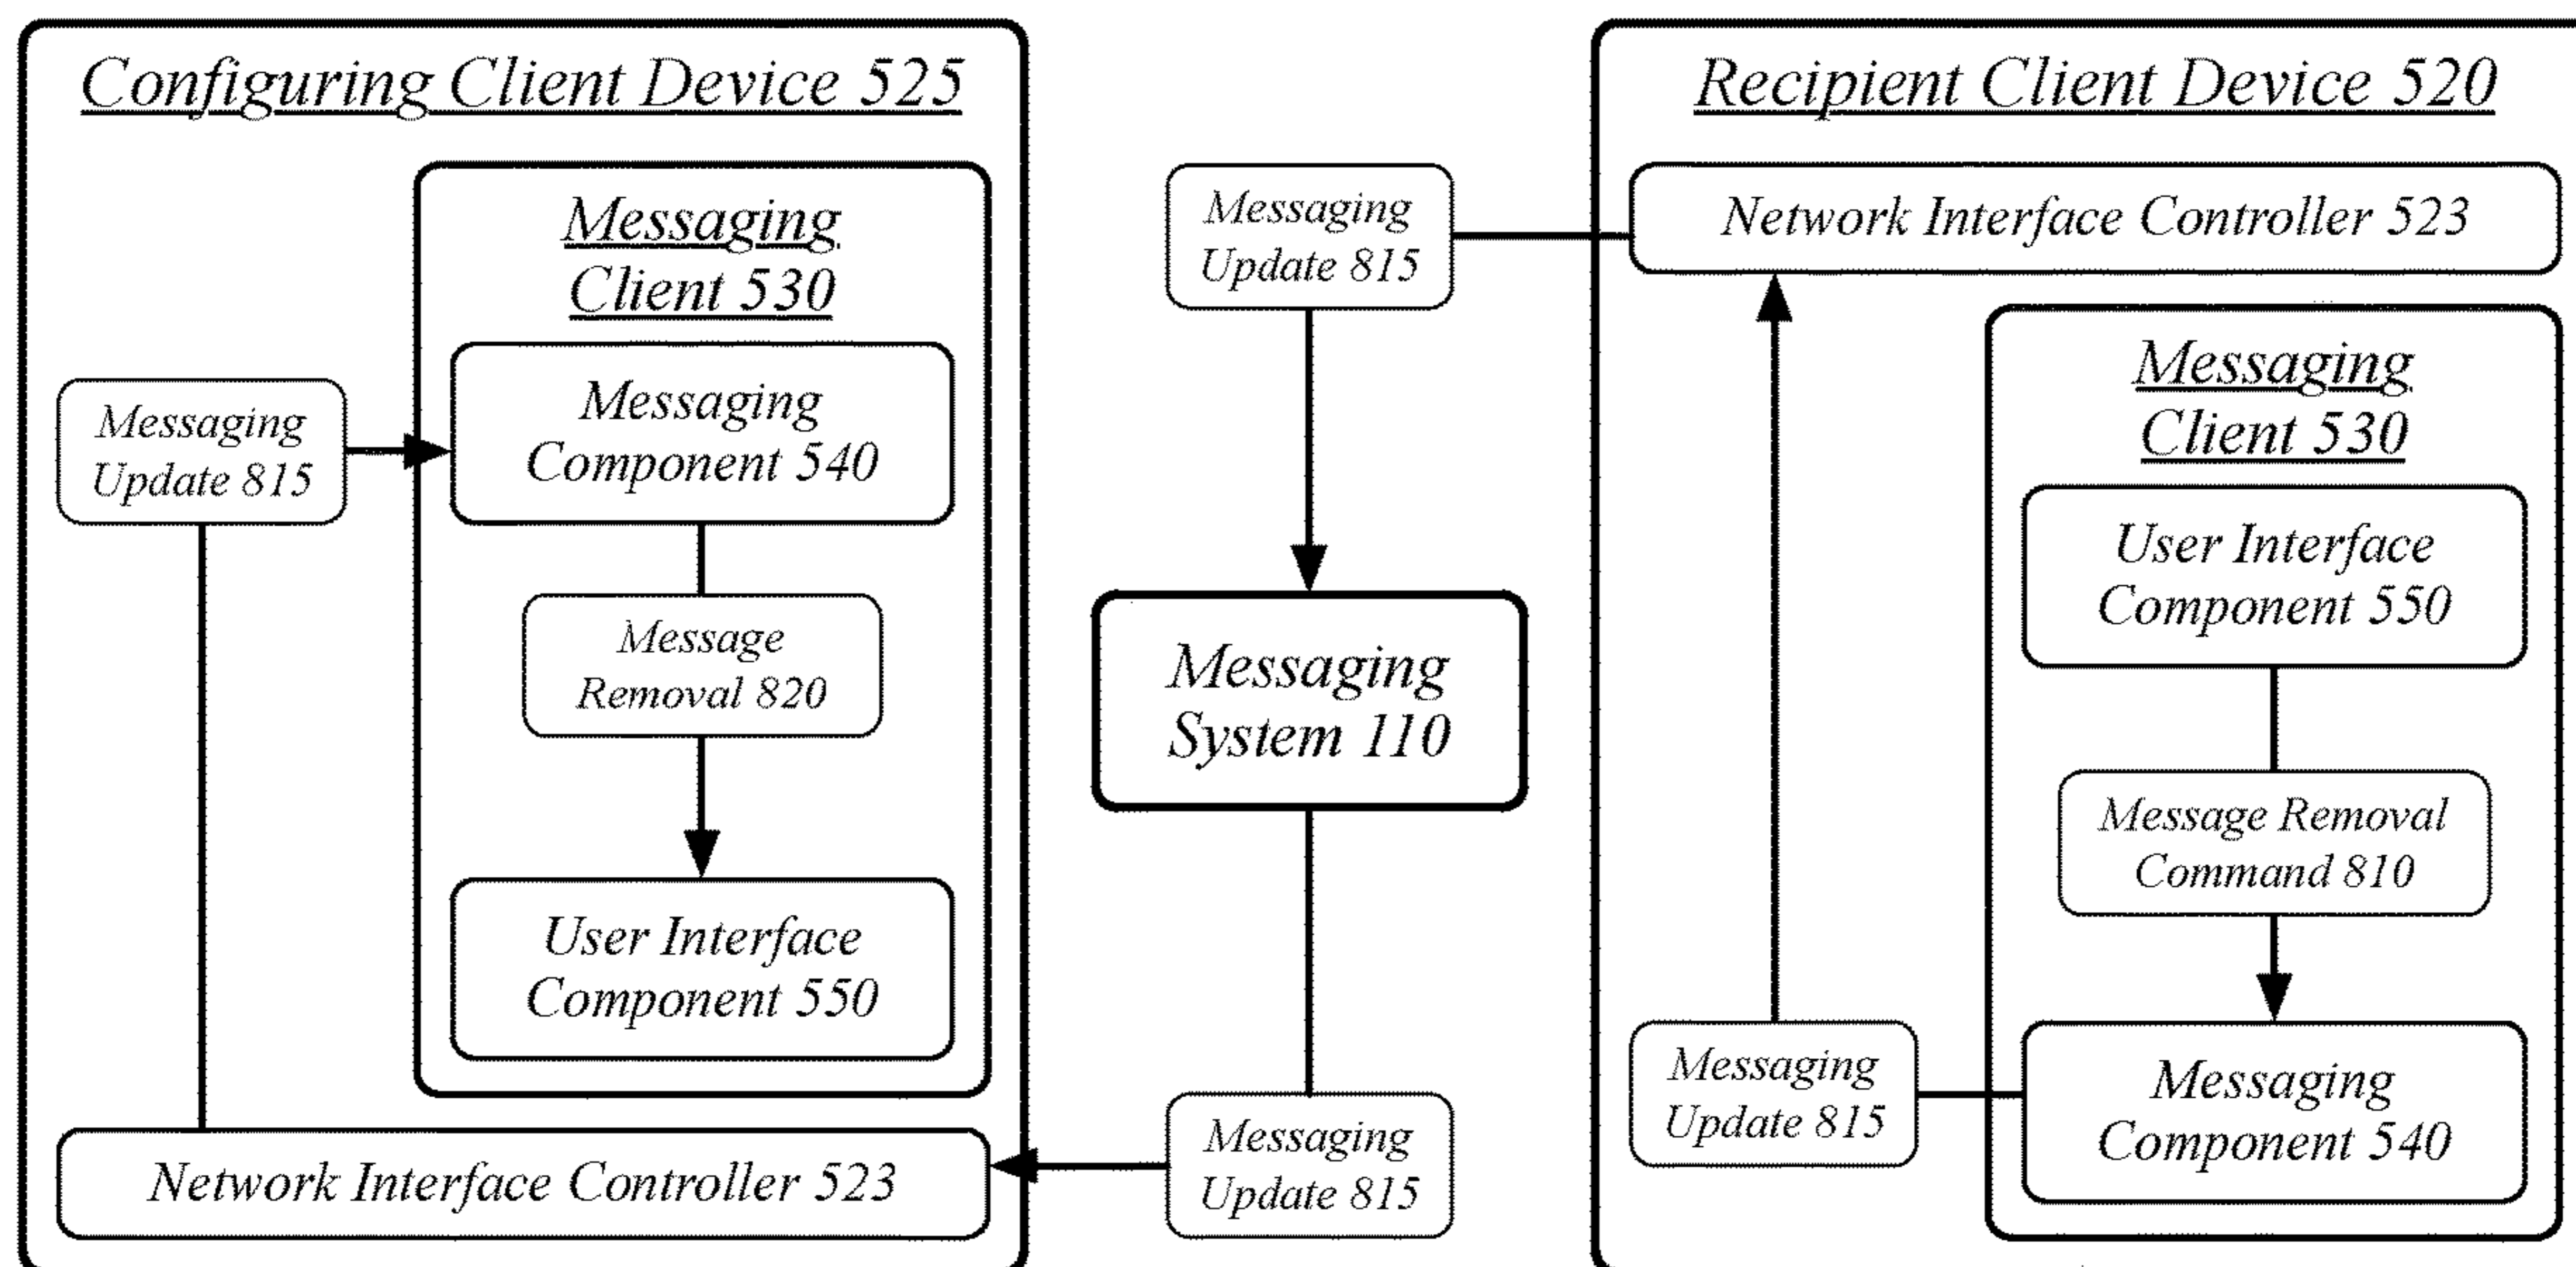 Configuring Client Device 525
Messaging
Client 530
Messaging
Component 540
Messaging
Update 815
Message
Removal 820
User Interface
Component 550
Network Interface Controller 523
Messaging
Update 815
Messaging
System 110
Messaging
Update 815
Recipient Client Device 520
Network Interface Controller 523
Messaging
Client 530
User Interface
Component 550
Message Removal
Command 810
Messaging
Update 815
Messaging
Component 540